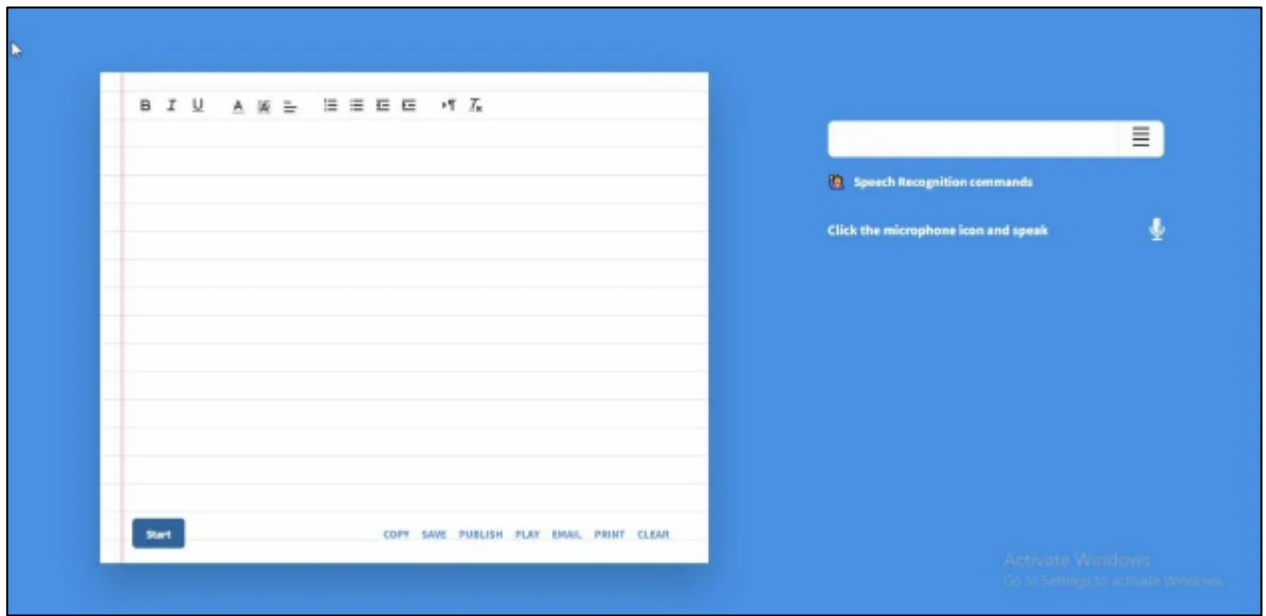 B I U A
Speech Recognition commands
Click the microphone icon and speak
Start
COPY SAVE PUBLISH PLAY EMAIL PRINT CLEAR
Activate Windows
Go to Settings to activate Windows.